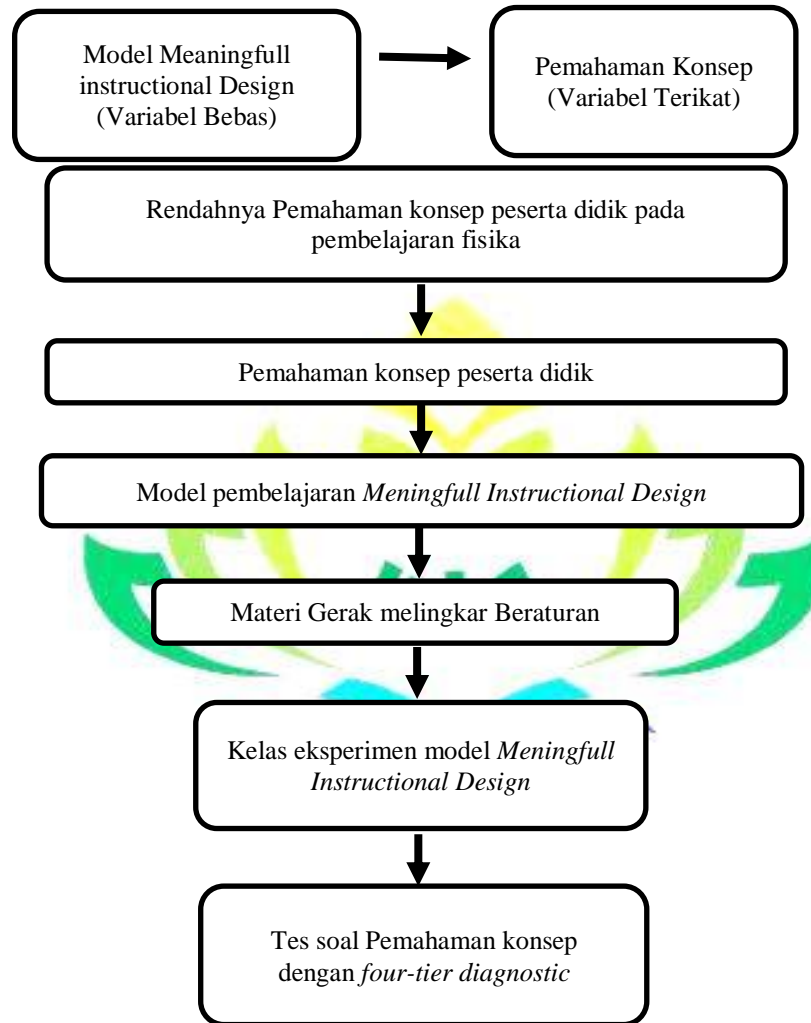 Model Meaningfull
instructional Design
(Variabel Bebas)
Pemahaman Konsep
(Variabel Terikat)
Rendahnya Pemahaman konsep peserta didik pada
pembelajaran fisika
Pemahaman konsep peserta didik
Model pembelajaran Meningfull Instructional Design
Materi Gerak melingkar Beraturan
Kelas eksperimen model Meningfull
Instructional Design
Tes soal Pemahaman konsep
dengan four-tier diagnostic